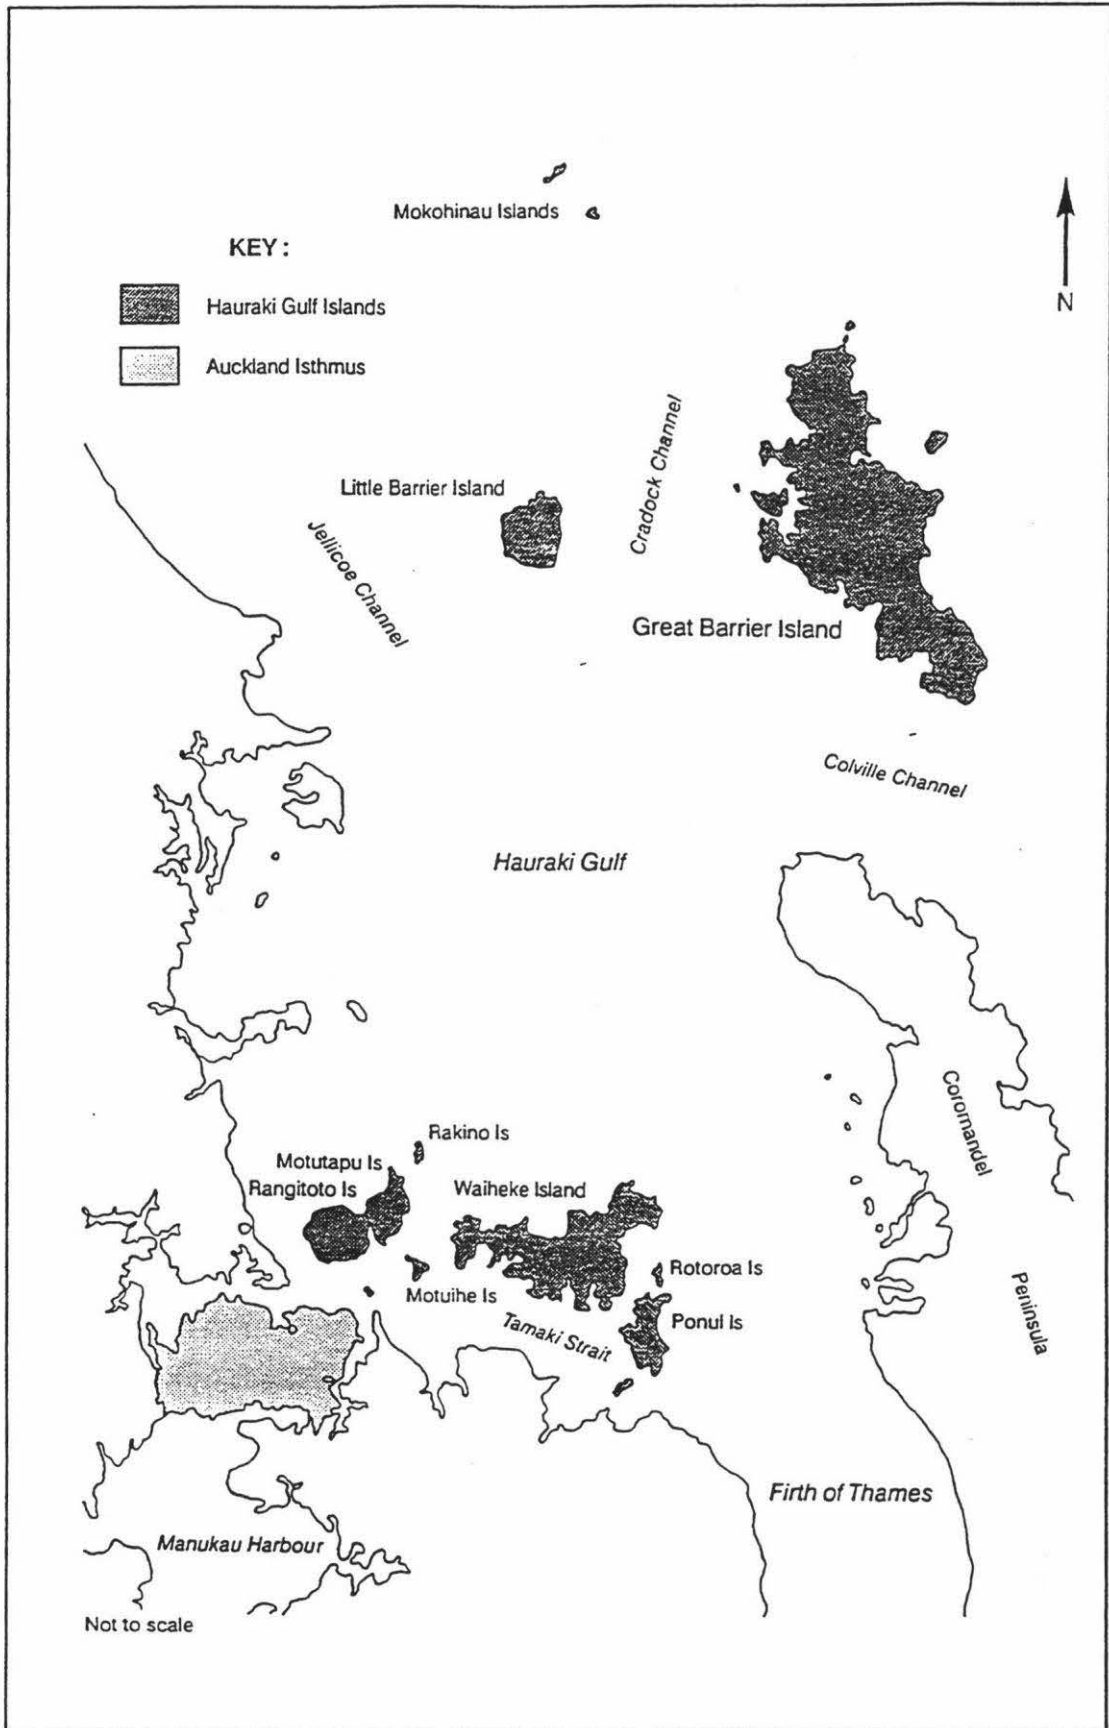 Mokohinau Islands
KEY :
Hauraki Gulf Islands
Auckland Isthmus
N
Cradock Channel
Little Barrier Island
Jellicoe Channel
Great Barrier Island
Colville Channel
Hauraki Gulf
Coromandel
Peninsula
Rakino Is
Motutapu Is
Rangitoto Is
Waiheke Island
Rotoroa Is
Motuihe Is
Ponui Is
Tamaki Strait
Firth of Thames
Manukau Harbour
Not to scale